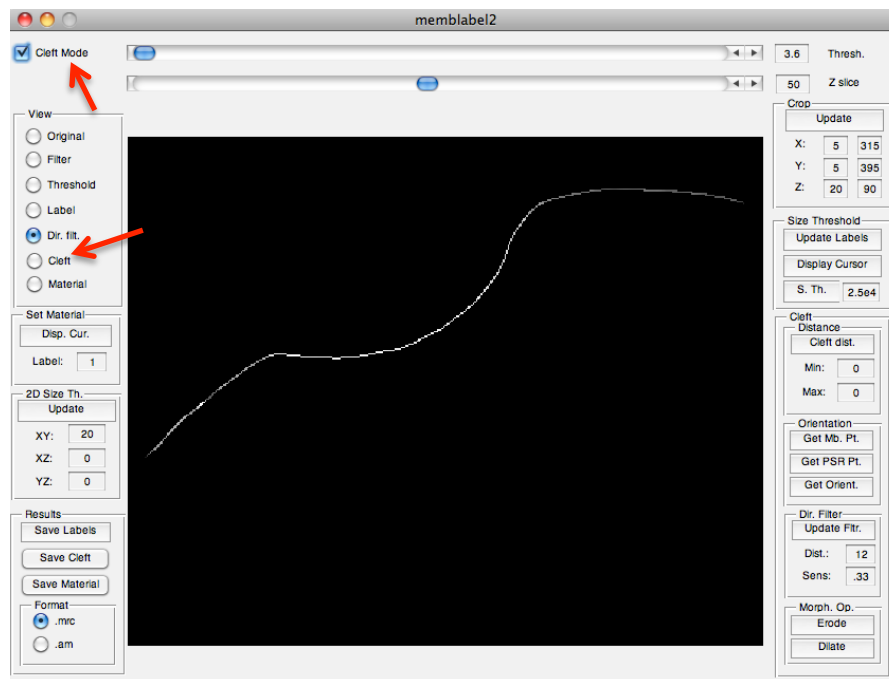 memblabel2
Cleft Mode
3.6 Thresh.
50 Z slice
View
Original
Filter
Threshold
Label
Dir. filt.
Cleft
Material
Set Material
Disp. Cur.
Label: 1
2D Size Th.
Update
XY: 20
XZ: 0
YZ: 0
Results
Save Labels
Save Cleft
Save Material
Format
.mrc
.am
Crop
Update
X: 5 315
Y: 5 395
Z: 20 90
Size Threshold
Update Labels
Display Cursor
S. Th. 2.5e4
Cleft
Distance
Cleft dist.
Min: 0
Max: 0
Orientation
Get Mb. Pt.
Get PSR Pt.
Get Orient.
Dir. Filter
Update Fltr.
Dist.: 12
Sens: .33
Morph. Op.
Erode
Dilate